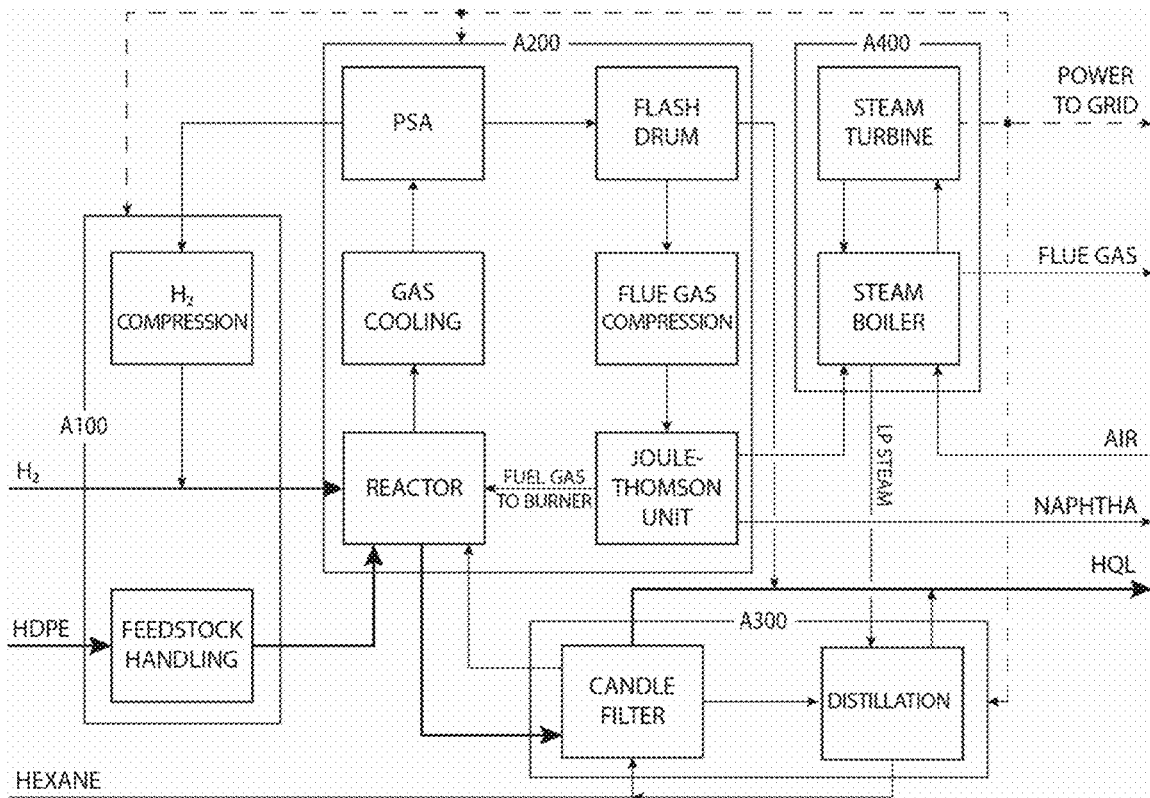 A200
A400
PSA
FLASH
DRUM
STEAM
TURBINE
POWER
TO GRID
H₂
COMPRESSION
GAS
COOLING
FLUE GAS
COMPRESSION
STEAM
BOILER
FLUE GAS
A100
H₂
REACTOR
FUEL GAS
TO BURNER
JOULE-
THOMSON
UNIT
LP STEAM
AIR
NAPHTHA
HQL
HDPE
FEEDSTOCK
HANDLING
A300
CANDLE
FILTER
DISTILLATION
HEXANE